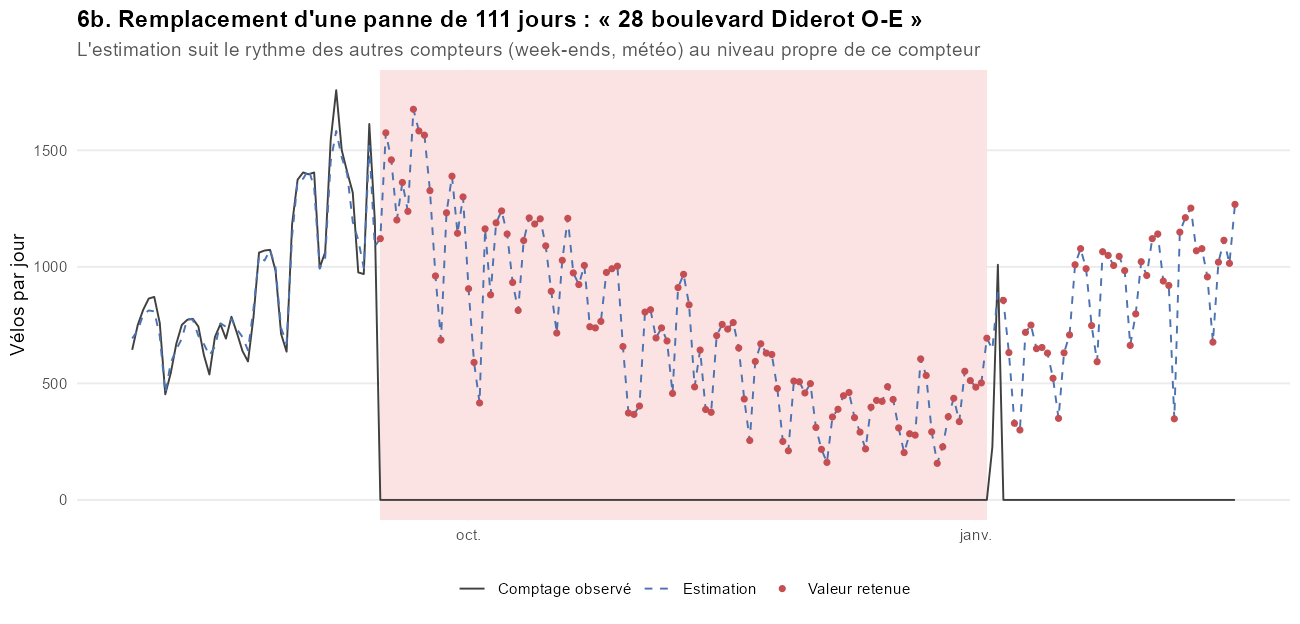 6b. Remplacement d'une panne de 111 jours : « 28 boulevard Diderot O-E »
L'estimation suit le rythme des autres compteurs (week-ends, météo) au niveau propre de ce compteur
Vélos par jour
1500
1000
500
0
oct.
janv.
Comptage observé
Estimation
Valeur retenue